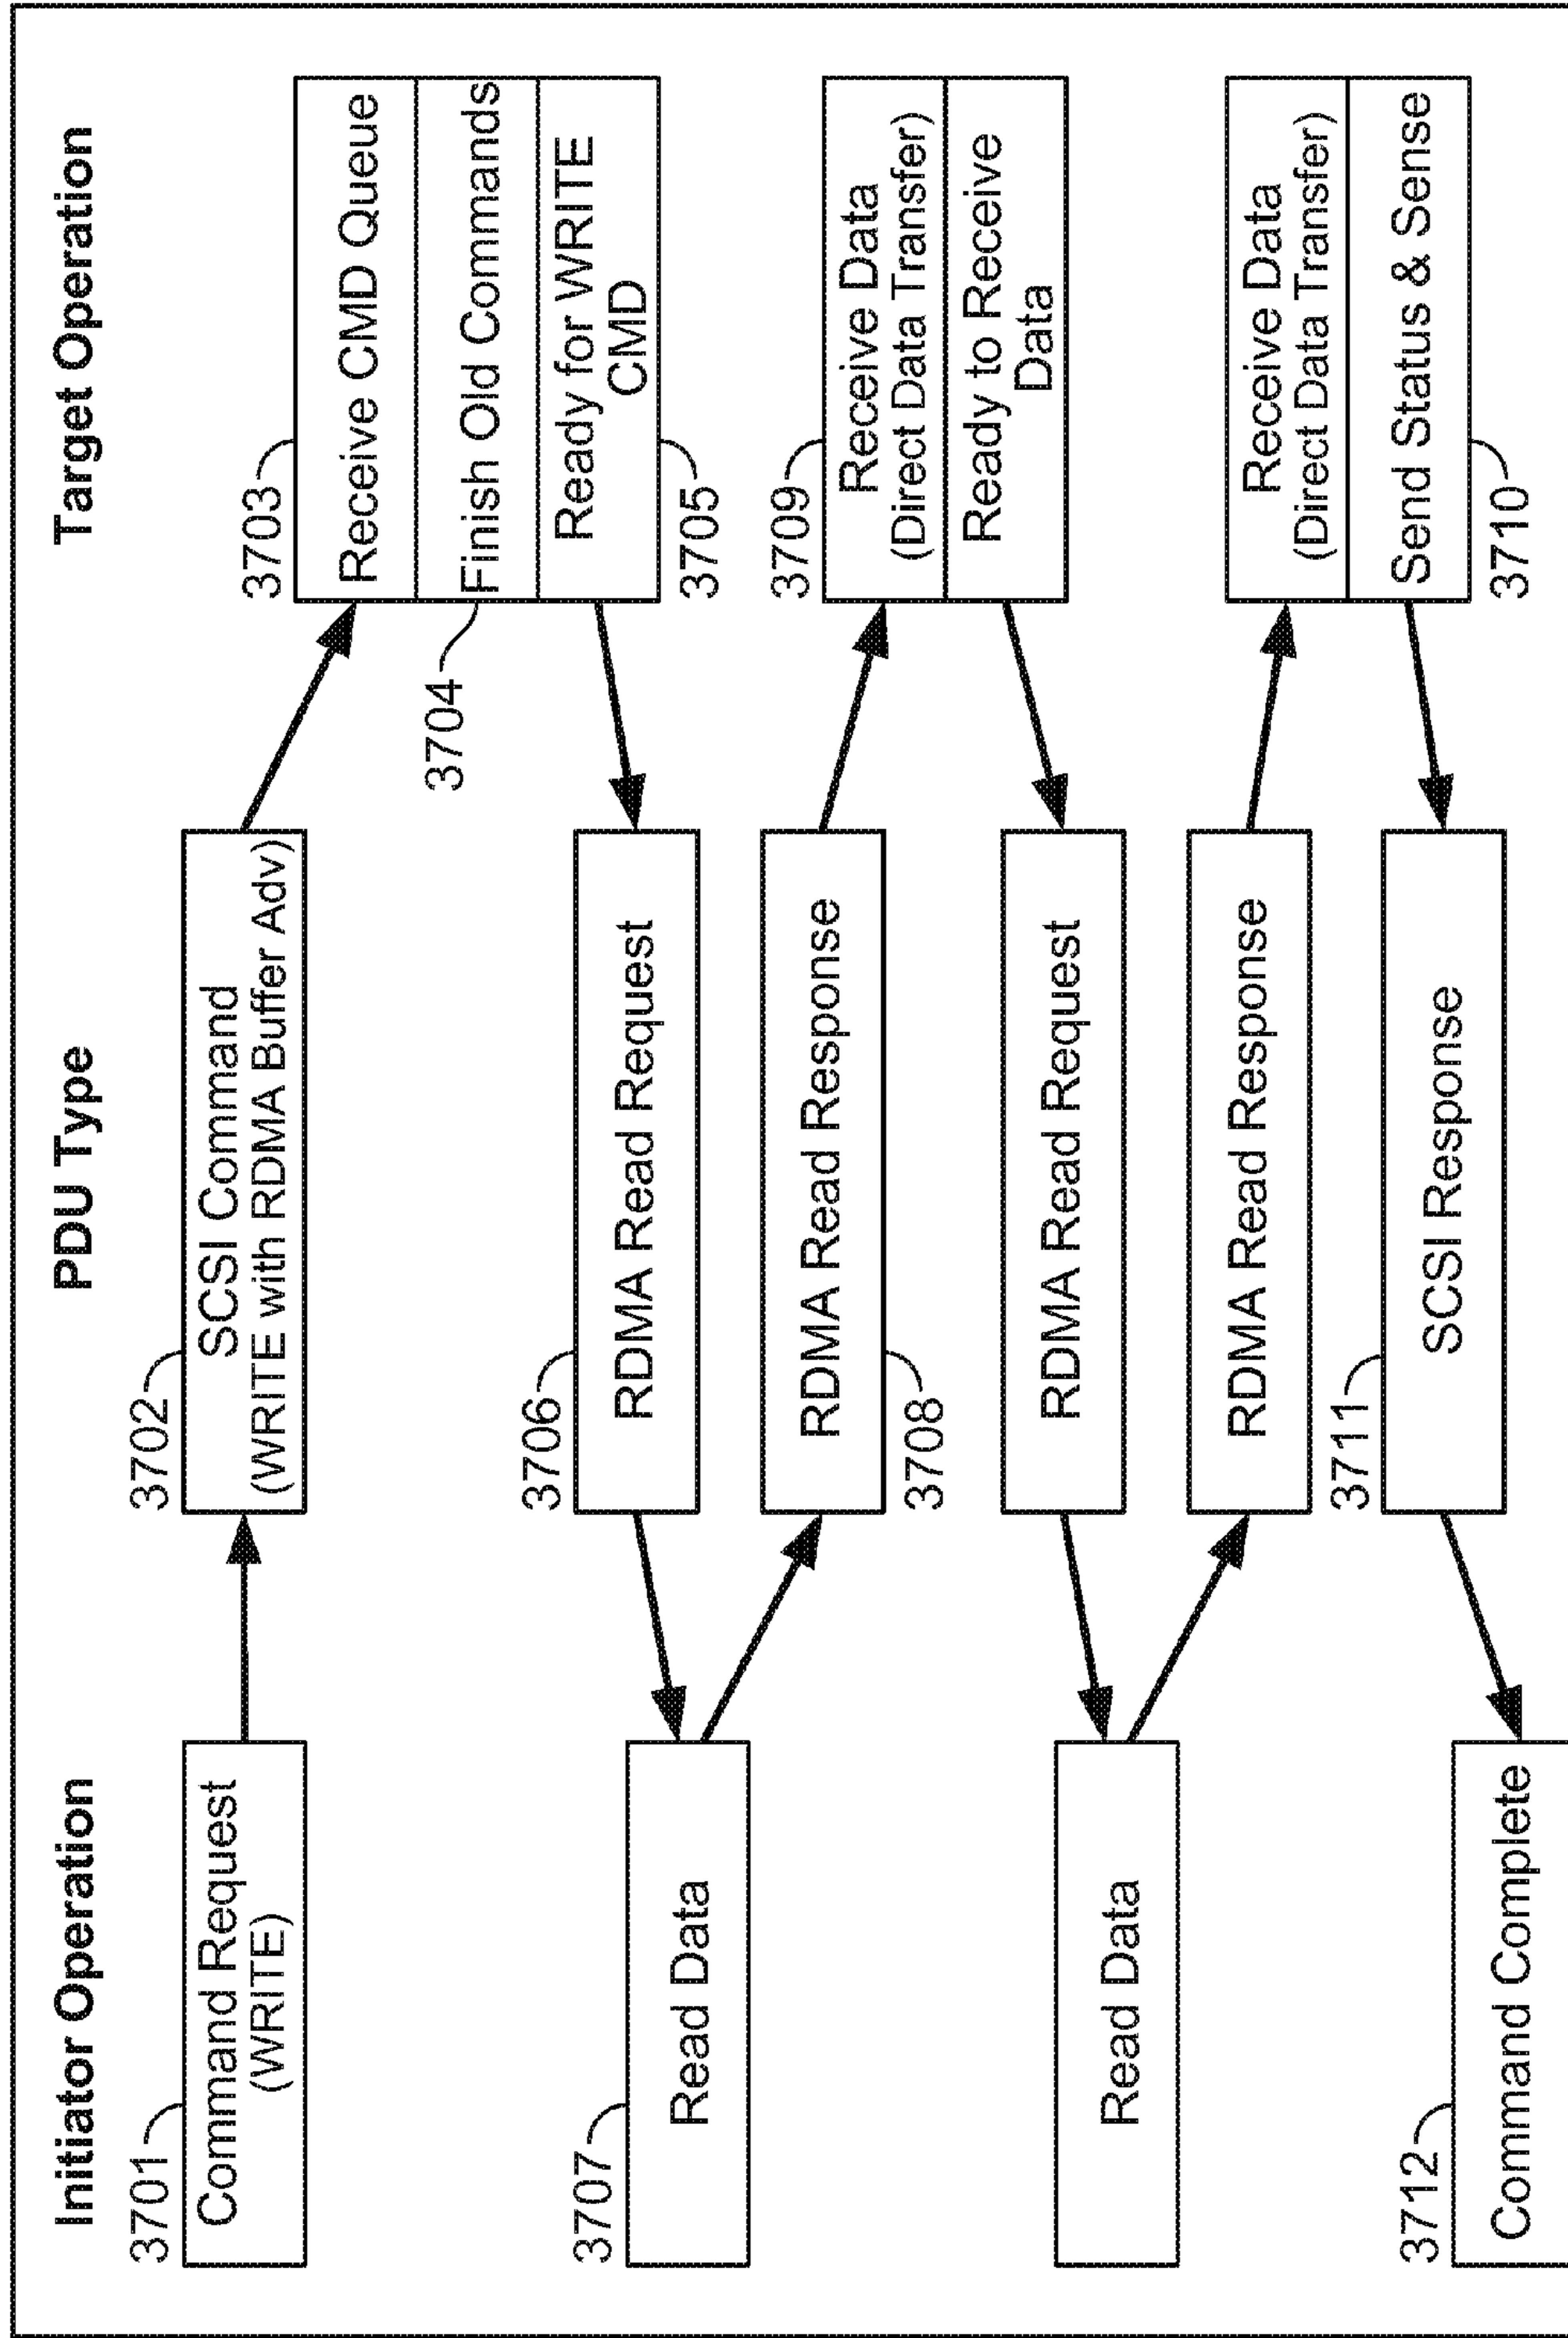 Initiator Operation
PDU Type
Target Operation
3701
Command Request
(WRITE)
3702
SCSI Command
(WRITE with RDMA Buffer Adv)
3703
Receive CMD Queue
3704
Finish Old Commands
Ready for WRITE
CMD
3705
3706
RDMA Read Request
3707
Read Data
RDMA Read Response
3708
3709
Receive Data
(Direct Data Transfer)
Ready to Receive
Data
RDMA Read Request
Read Data
RDMA Read Response
Receive Data
(Direct Data Transfer)
Send Status & Sense
3710
3711
SCSI Response
3712
Command Complete